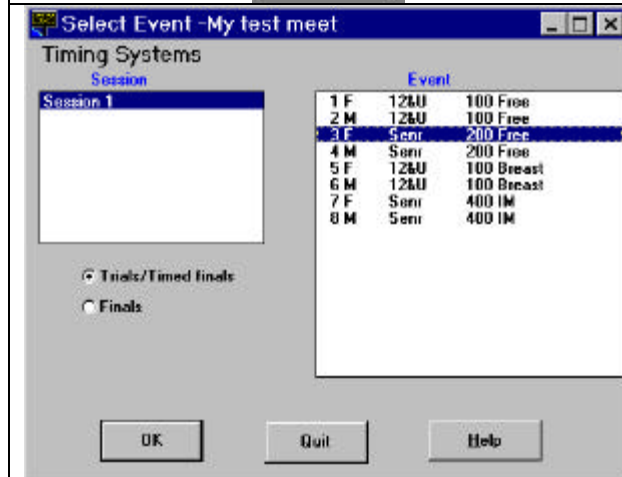 Select Event -My test meet
Timing Systems
Session
Session 1
Event
1 F 12&U 100 Free
2 M 12&U 100 Free
3 F Senr 200 Free
4 M Senr 200 Free
5 F 12&U 100 Breast
6 M 12&U 100 Breast
7 F Senr 400 IM
8 M Senr 400 IM
Trials/Timed finals
Finals
OK
Quit
Help